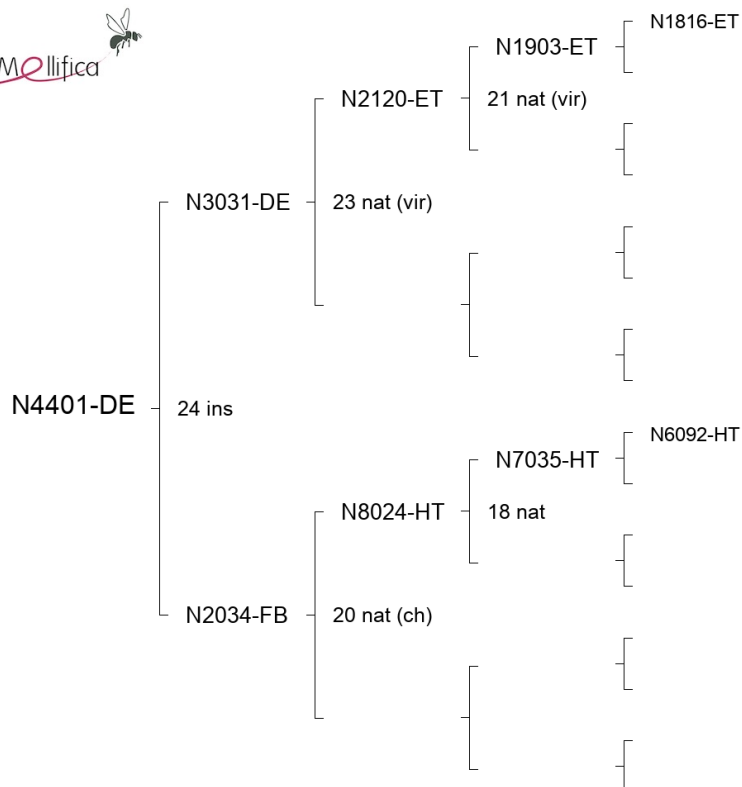 Mellifica
N1816-ET
N1903-ET
N2120-ET
21 nat (vir)
N3031-DE
23 nat (vir)
N4401-DE
24 ins
N6092-HT
N7035-HT
N8024-HT
18 nat
N2034-FB
20 nat (ch)